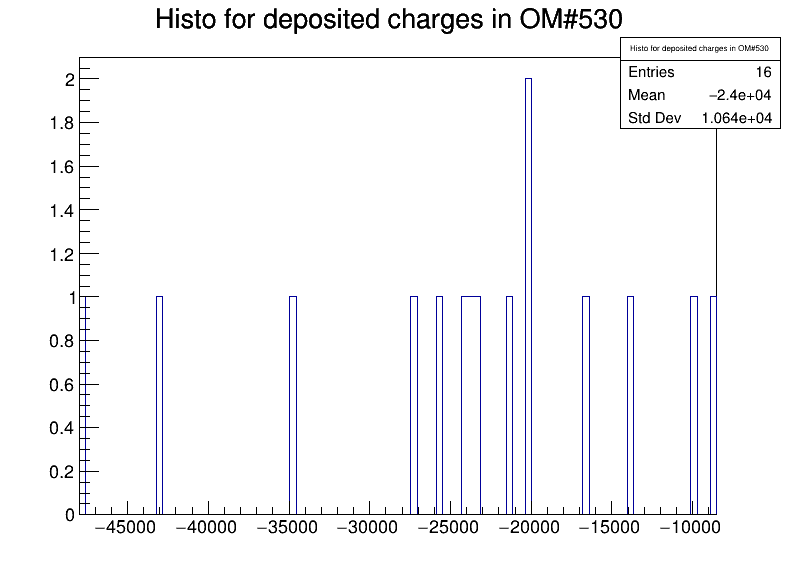 Histo for deposited charges in OM#530
Histo for deposited charges in OM#530
Entries 16
Mean −2.4e+04
Std Dev 1.064e+04
2
1.8
1.6
1.4
1.2
1
0.8
0.6
0.4
0.2
0
−45000 −40000 −35000 −30000 −25000 −20000 −15000 −10000